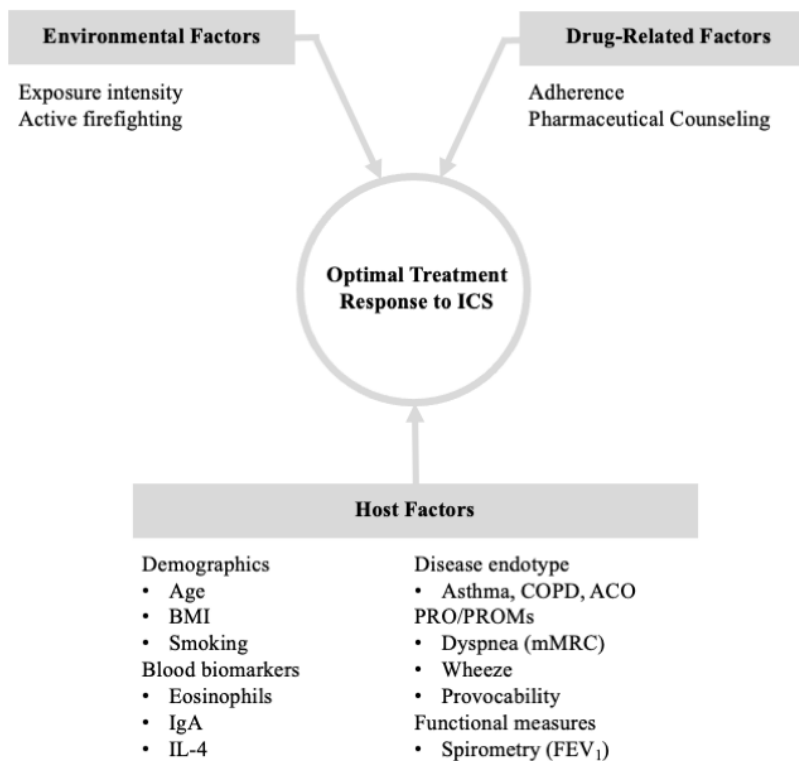 Environmental Factors
Exposure intensity
Active firefighting
Drug-Related Factors
Adherence
Pharmaceutical Counseling
Optimal Treatment
Response to ICS
Host Factors
Demographics
• Age
• BMI
• Smoking
Blood biomarkers
• Eosinophils
• IgA
• IL-4
Disease endotype
• Asthma, COPD, ACO
PRO/PROMs
• Dyspnea (mMRC)
• Wheeze
• Provocability
Functional measures
• Spirometry (FEV₁)